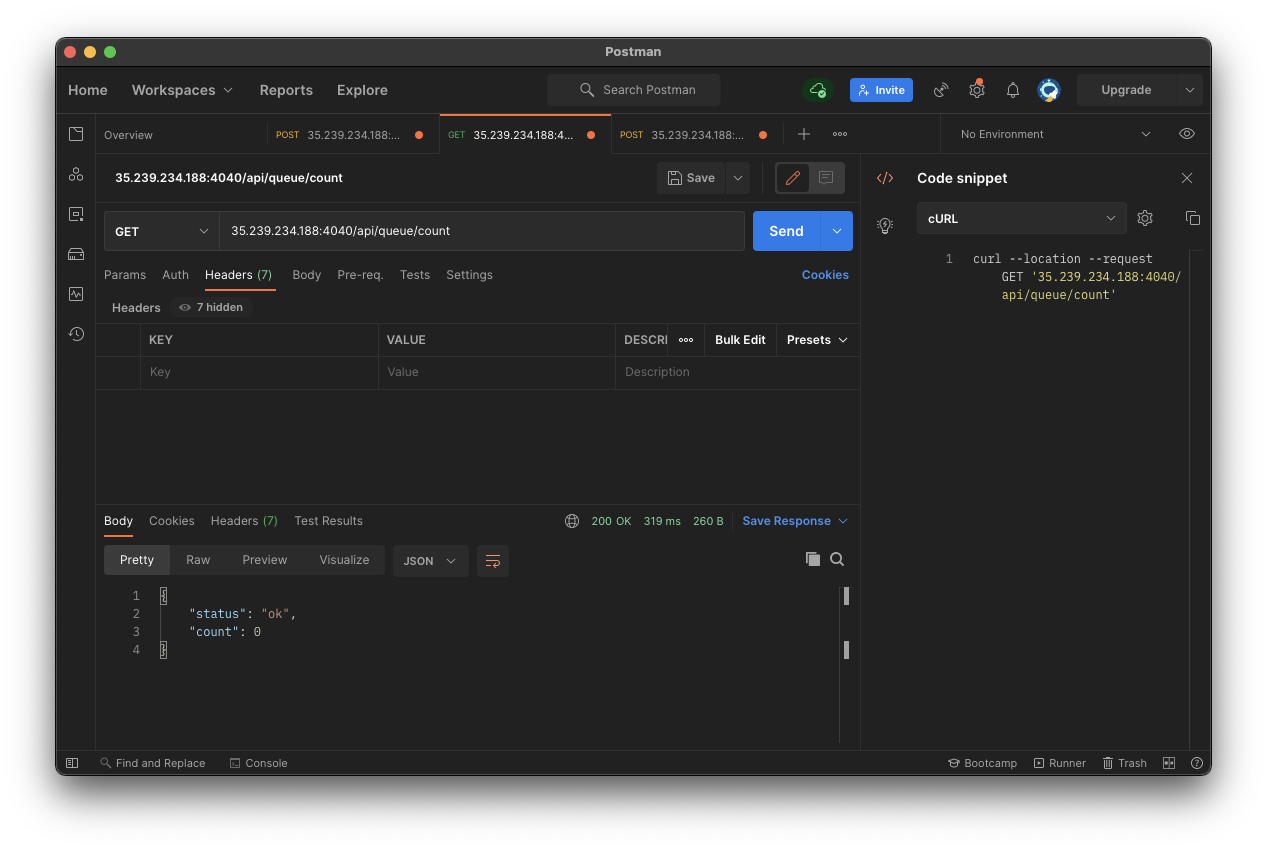 Postman
Home Workspaces Reports Explore Search Postman Invite Upgrade
Overview POST 35.239.234.188:... GET 35.239.234.188:4... POST 35.239.234.188:... No Environment
35.239.234.188:4040/api/queue/count Save
Code snippet
GET 35.239.234.188:4040/api/queue/count Send
cURL
Params Auth Headers (7) Body Pre-req. Tests Settings Cookies
Headers 7 hidden
KEY VALUE DESCRI Bulk Edit Presets
Key Value Description
1 curl --location --request
GET '35.239.234.188:4040/
api/queue/count'
Body Cookies Headers (7) Test Results 200 OK 319 ms 260 B Save Response
Pretty Raw Preview Visualize JSON
1 {
2 "status": "ok",
3 "count": 0
4 }
Find and Replace Console Bootcamp Runner Trash